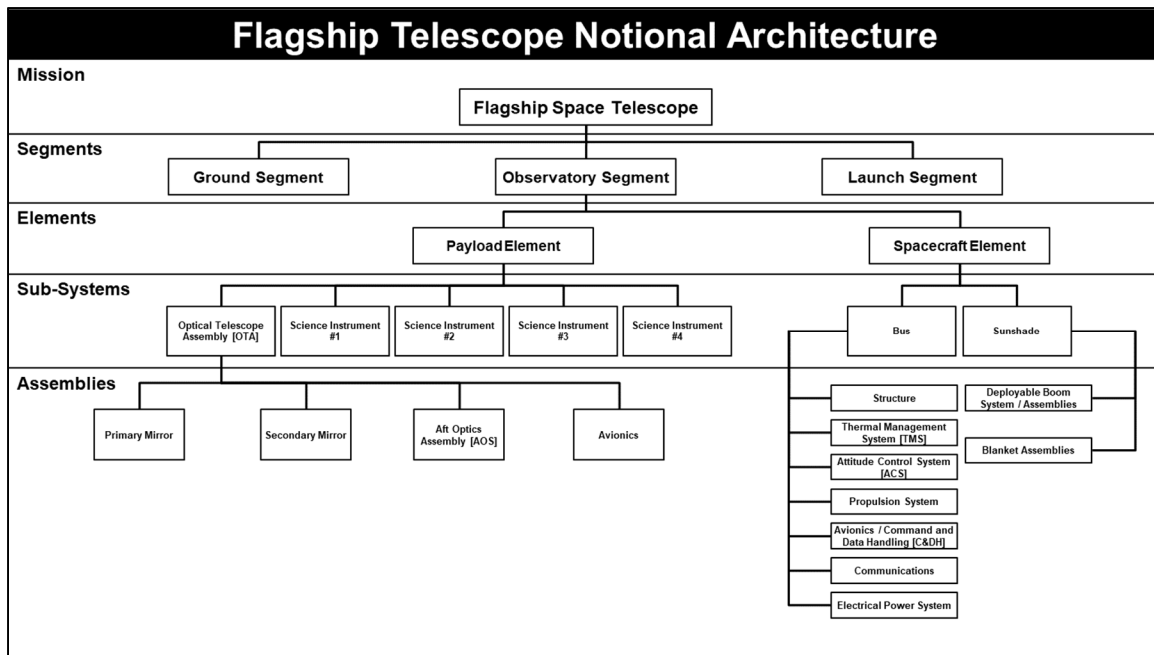 Flagship Telescope Notional Architecture
Mission
Flagship Space Telescope
Segments
Ground Segment
Observatory Segment
Launch Segment
Elements
Payload Element
Spacecraft Element
Sub-Systems
Optical Telescope
Assembly [OTA]
Science Instrument
#1
Science Instrument
#2
Science Instrument
#3
Science Instrument
#4
Bus
Sunshade
Assemblies
Primary Mirror
Secondary Mirror
Aft Optics
Assembly [AOS]
Avionics
Structure
Thermal Management
System [TMS]
Attitude Control System
[ACS]
Propulsion System
Avionics / Command and
Data Handling [C&DH]
Communications
Electrical Power System
Deployable Boom
System / Assemblies
Blanket Assemblies